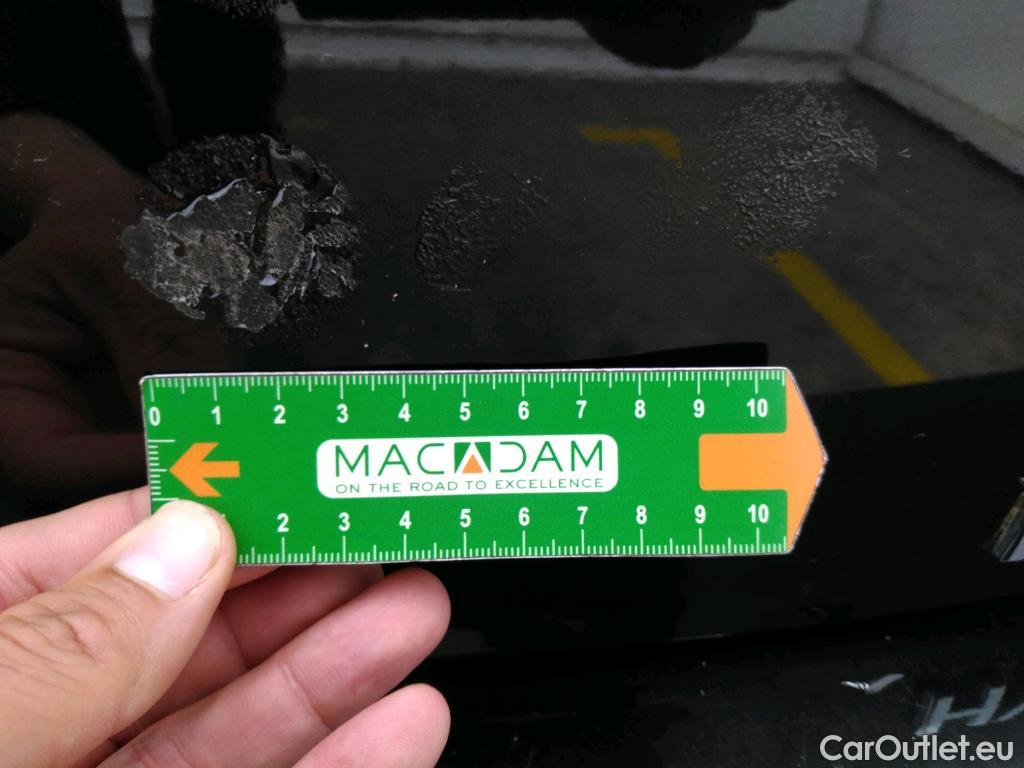 0 1 2 3 4 5 6 7 8 9 10
MACADAM
ON THE ROAD TO EXCELLENCE
2 3 4 5 6 7 8 9 10
CarOutlet.eu